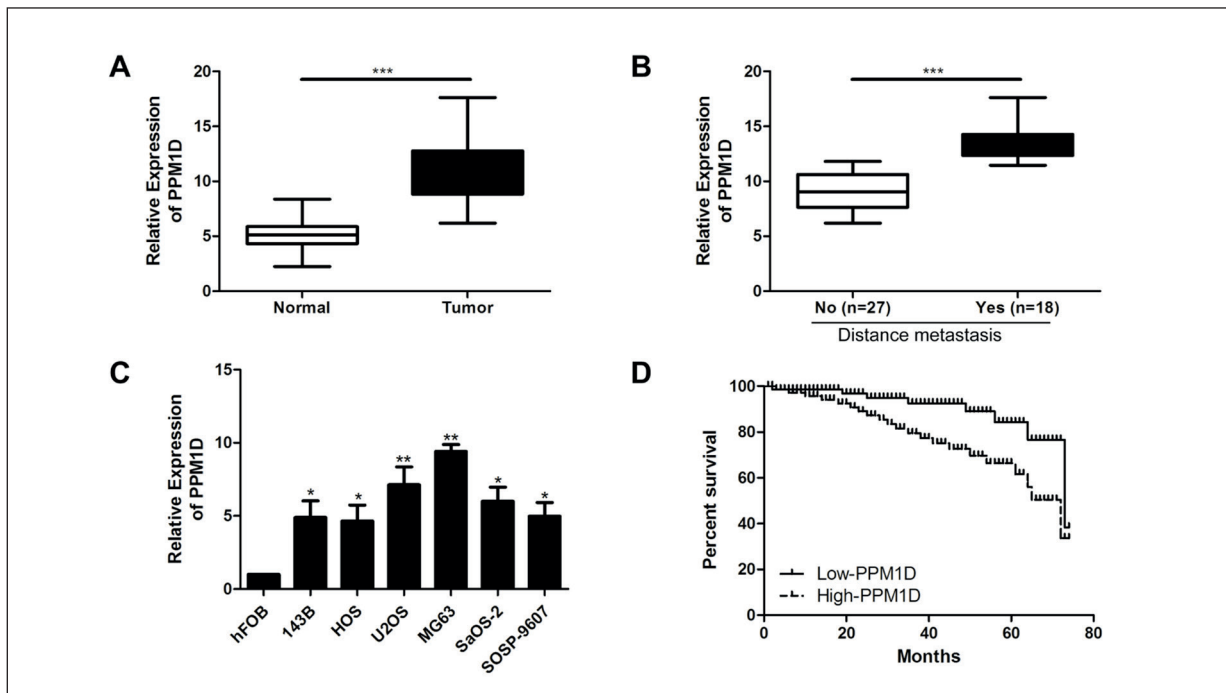 A
Relative Expression
of PPM1D
20
15
10
5
0
***
Normal
Tumor
B
Relative Expression
of PPM1D
20
15
10
5
0
***
No (n=27)
Yes (n=18)
Distance metastasis
C
Relative Expression
of PPM1D
15
10
5
0
*
*
**
**
*
*
hFOB
143B
HOS
U2OS
MG63
SaOS-2
SOSP-9607
D
Percent survival
100
80
60
40
20
0
Low-PPM1D
High-PPM1D
0
20
40
60
80
Months